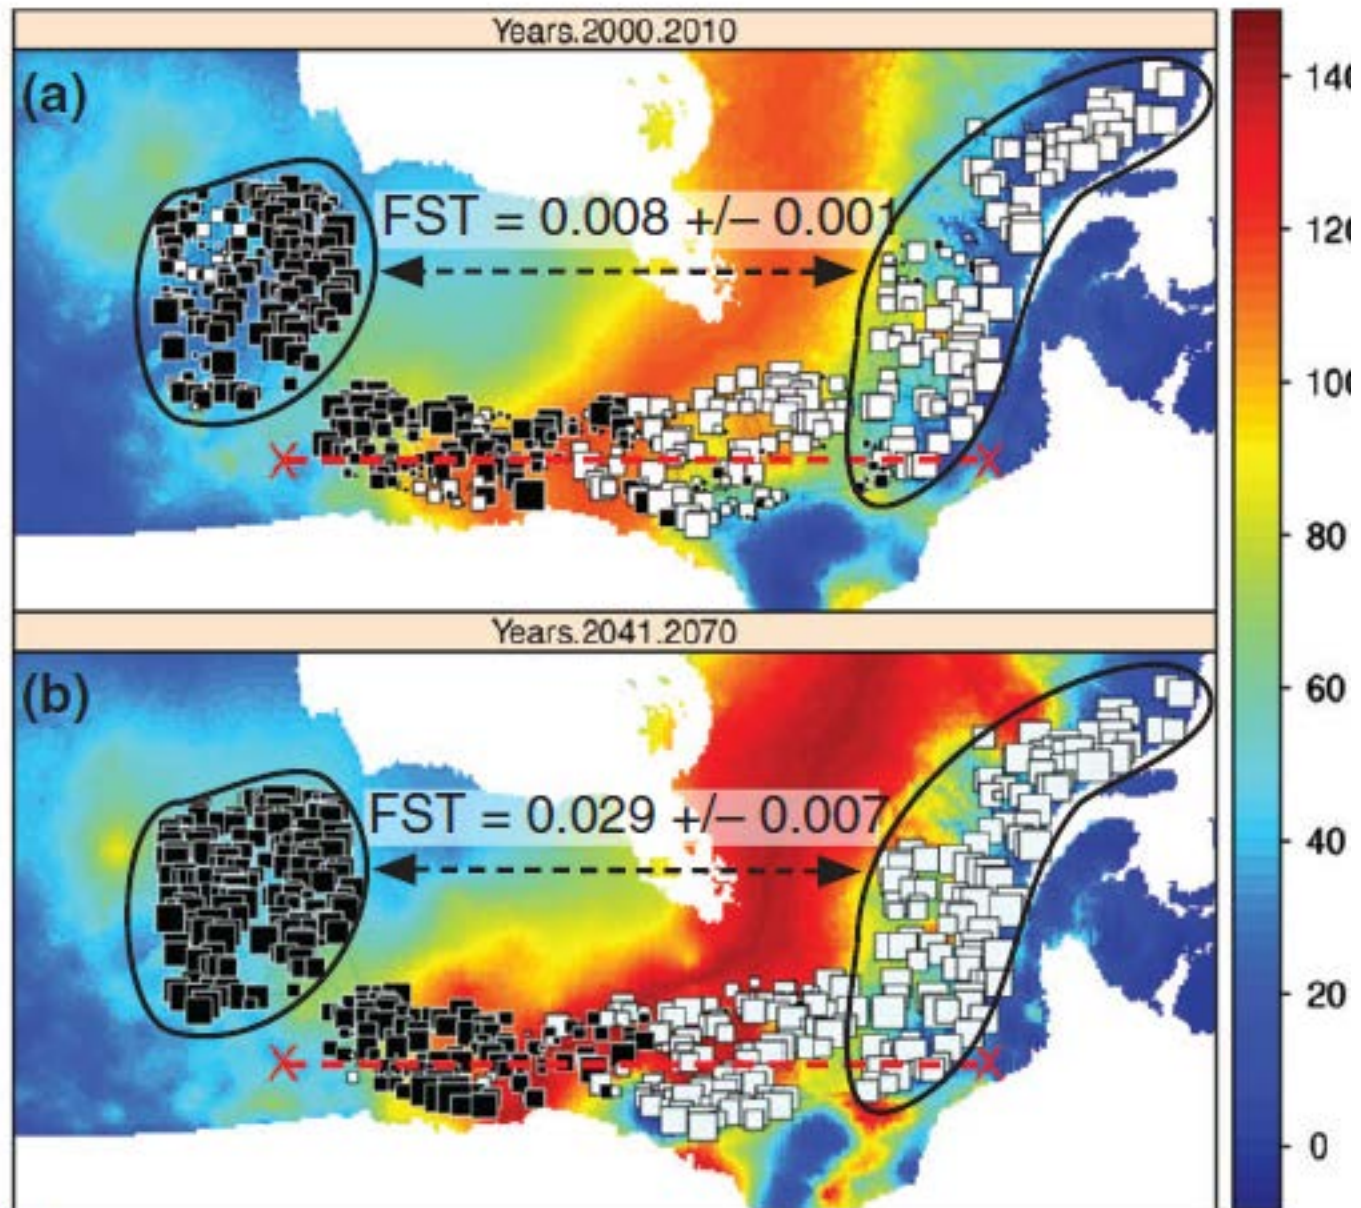 Years.2000.2010
(a)
FST = 0.008 +/– 0.001
Years.2041.2070
(b)
FST = 0.029 +/– 0.007
140
120
100
80
60
40
20
0